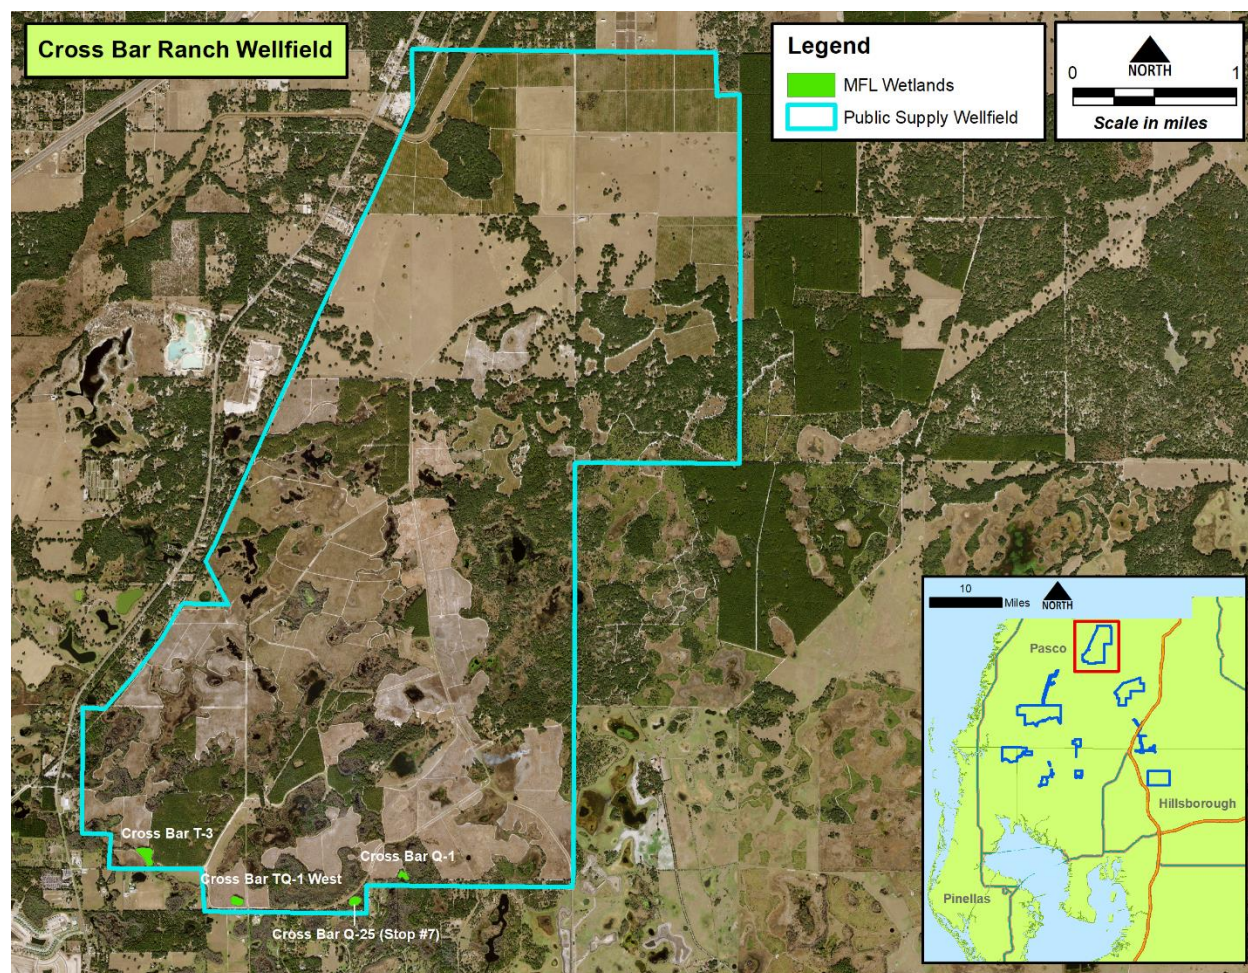 Cross Bar Ranch Wellfield
Legend
MFL Wetlands
Public Supply Wellfield
NORTH
0 1
Scale in miles
10
Miles
NORTH
Pasco
Hillsborough
Pinellas
Cross Bar T-3
Cross Bar Q-1
Cross Bar TQ-1 West
Cross Bar Q-25 (Stop #7)